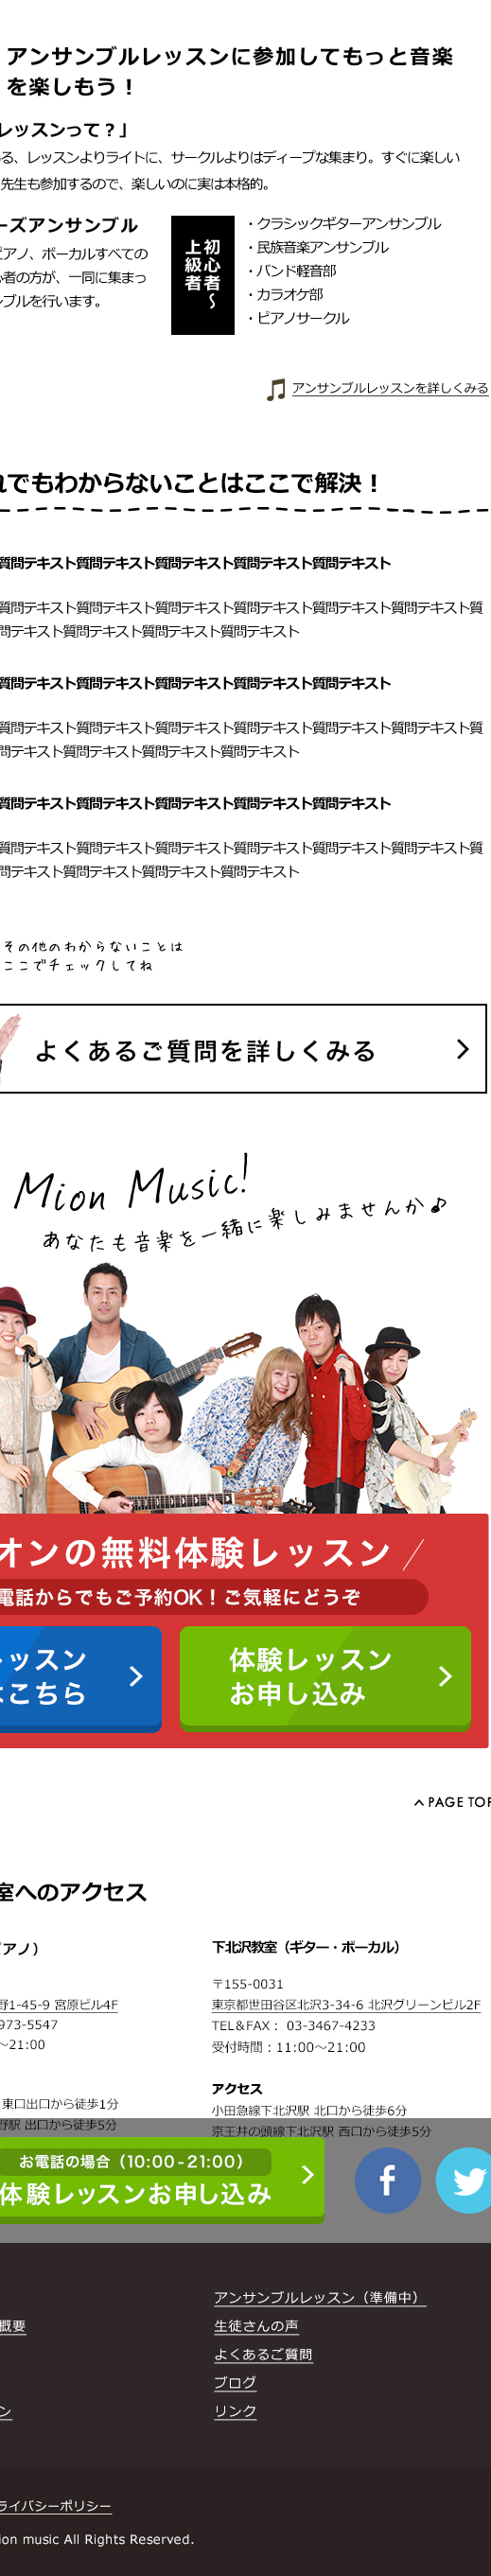 アンサンブルレッスンに参加してもっと音楽
を楽しもう！
レッスンって？」
る、レッスンよりライトに、サークルよりはディープな集まり。すぐに楽しい
先生も参加するので、楽しいのに実は本格的。
ーズアンサンブル
ピアノ、ボーカルすべての
心者の方が、一同に集まっ
ンブルを行います。
初心者〜
上級者
・クラシックギターアンサンブル
・民族音楽アンサンブル
・バンド軽音部
・カラオケ部
・ピアノサークル
アンサンブルレッスンを詳しくみる
れでもわからないことはここで解決！
質問テキスト質問テキスト質問テキスト質問テキスト質問テキスト
質問テキスト質問テキスト質問テキスト質問テキスト質問テキスト質問テキスト質
問テキスト質問テキスト質問テキスト質問テキスト
質問テキスト質問テキスト質問テキスト質問テキスト質問テキスト
質問テキスト質問テキスト質問テキスト質問テキスト質問テキスト質問テキスト質
問テキスト質問テキスト質問テキスト質問テキスト
質問テキスト質問テキスト質問テキスト質問テキスト質問テキスト
質問テキスト質問テキスト質問テキスト質問テキスト質問テキスト質問テキスト質
問テキスト質問テキスト質問テキスト質問テキスト
その他のわからないことは
ここでチェックしてね
よくあるご質問を詳しくみる
Mion Music!
あなたも音楽を一緒に楽しみませんか♪
オンの無料体験レッスン／
電話からでもご予約OK！ご気軽にどうぞ
レッスン
はこちら
体験レッスン
お申し込み
PAGE TOP
室へのアクセス
ピアノ）
野1-45-9 宮原ビル4F
973-5547
〜21:00
東口出口から徒歩1分
野駅 出口から徒歩5分
下北沢教室（ギター・ボーカル）
〒155-0031
東京都世田谷区北沢3-34-6 北沢グリーンビル2F
TEL＆FAX： 03-3467-4233
受付時間：11:00〜21:00
アクセス
小田急線下北沢駅 北口から徒歩6分
京王井の頭線下北沢駅 西口から徒歩5分
お電話の場合（10:00-21:00）
体験レッスンお申し込み
概要
ン
アンサンブルレッスン（準備中）
生徒さんの声
よくあるご質問
ブログ
リンク
ライバシーポリシー
ion music All Rights Reserved.